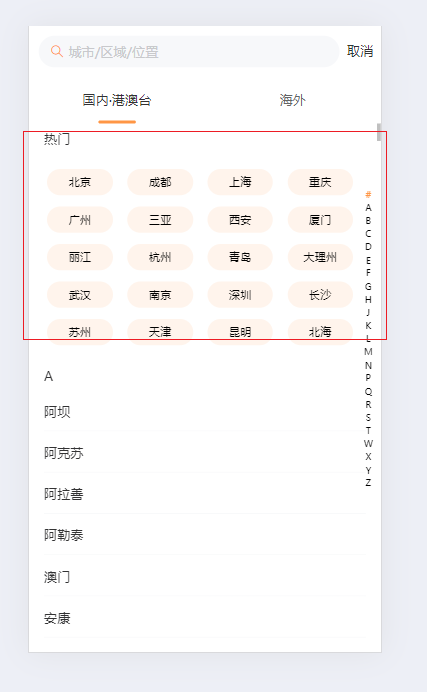 城市/区域/位置 取消
国内·港澳台 海外
热门
北京 成都 上海 重庆
广州 三亚 西安 厦门
丽江 杭州 青岛 大理州
武汉 南京 深圳 长沙
苏州 天津 昆明 北海
A
阿坝
阿克苏
阿拉善
阿勒泰
澳门
安康
#
A
B
C
D
E
F
G
H
J
K
L
M
N
P
Q
R
S
T
W
X
Y
Z